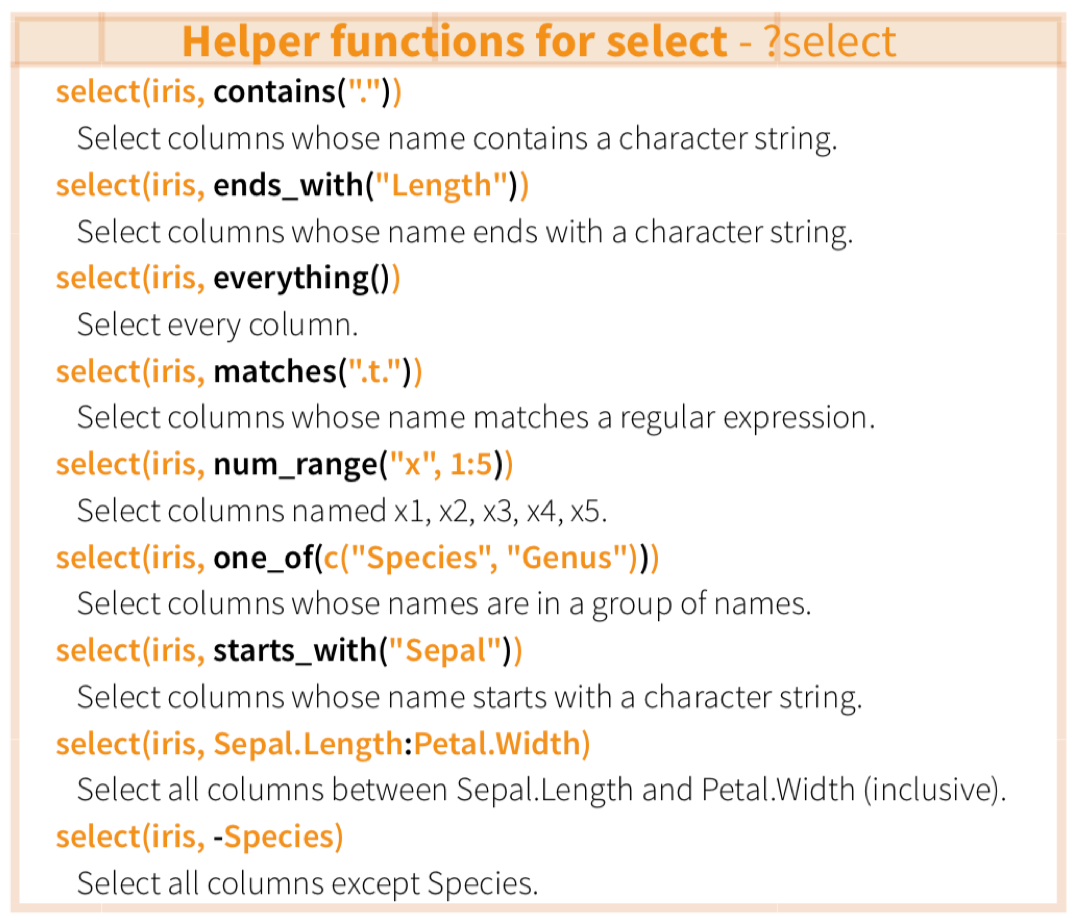 Helper functions for select - ?select
select(iris, contains("."))
Select columns whose name contains a character string.
select(iris, ends_with("Length"))
Select columns whose name ends with a character string.
select(iris, everything())
Select every column.
select(iris, matches(".t."))
Select columns whose name matches a regular expression.
select(iris, num_range("x", 1:5))
Select columns named x1, x2, x3, x4, x5.
select(iris, one_of(c("Species", "Genus")))
Select columns whose names are in a group of names.
select(iris, starts_with("Sepal"))
Select columns whose name starts with a character string.
select(iris, Sepal.Length:Petal.Width)
Select all columns between Sepal.Length and Petal.Width (inclusive).
select(iris, -Species)
Select all columns except Species.